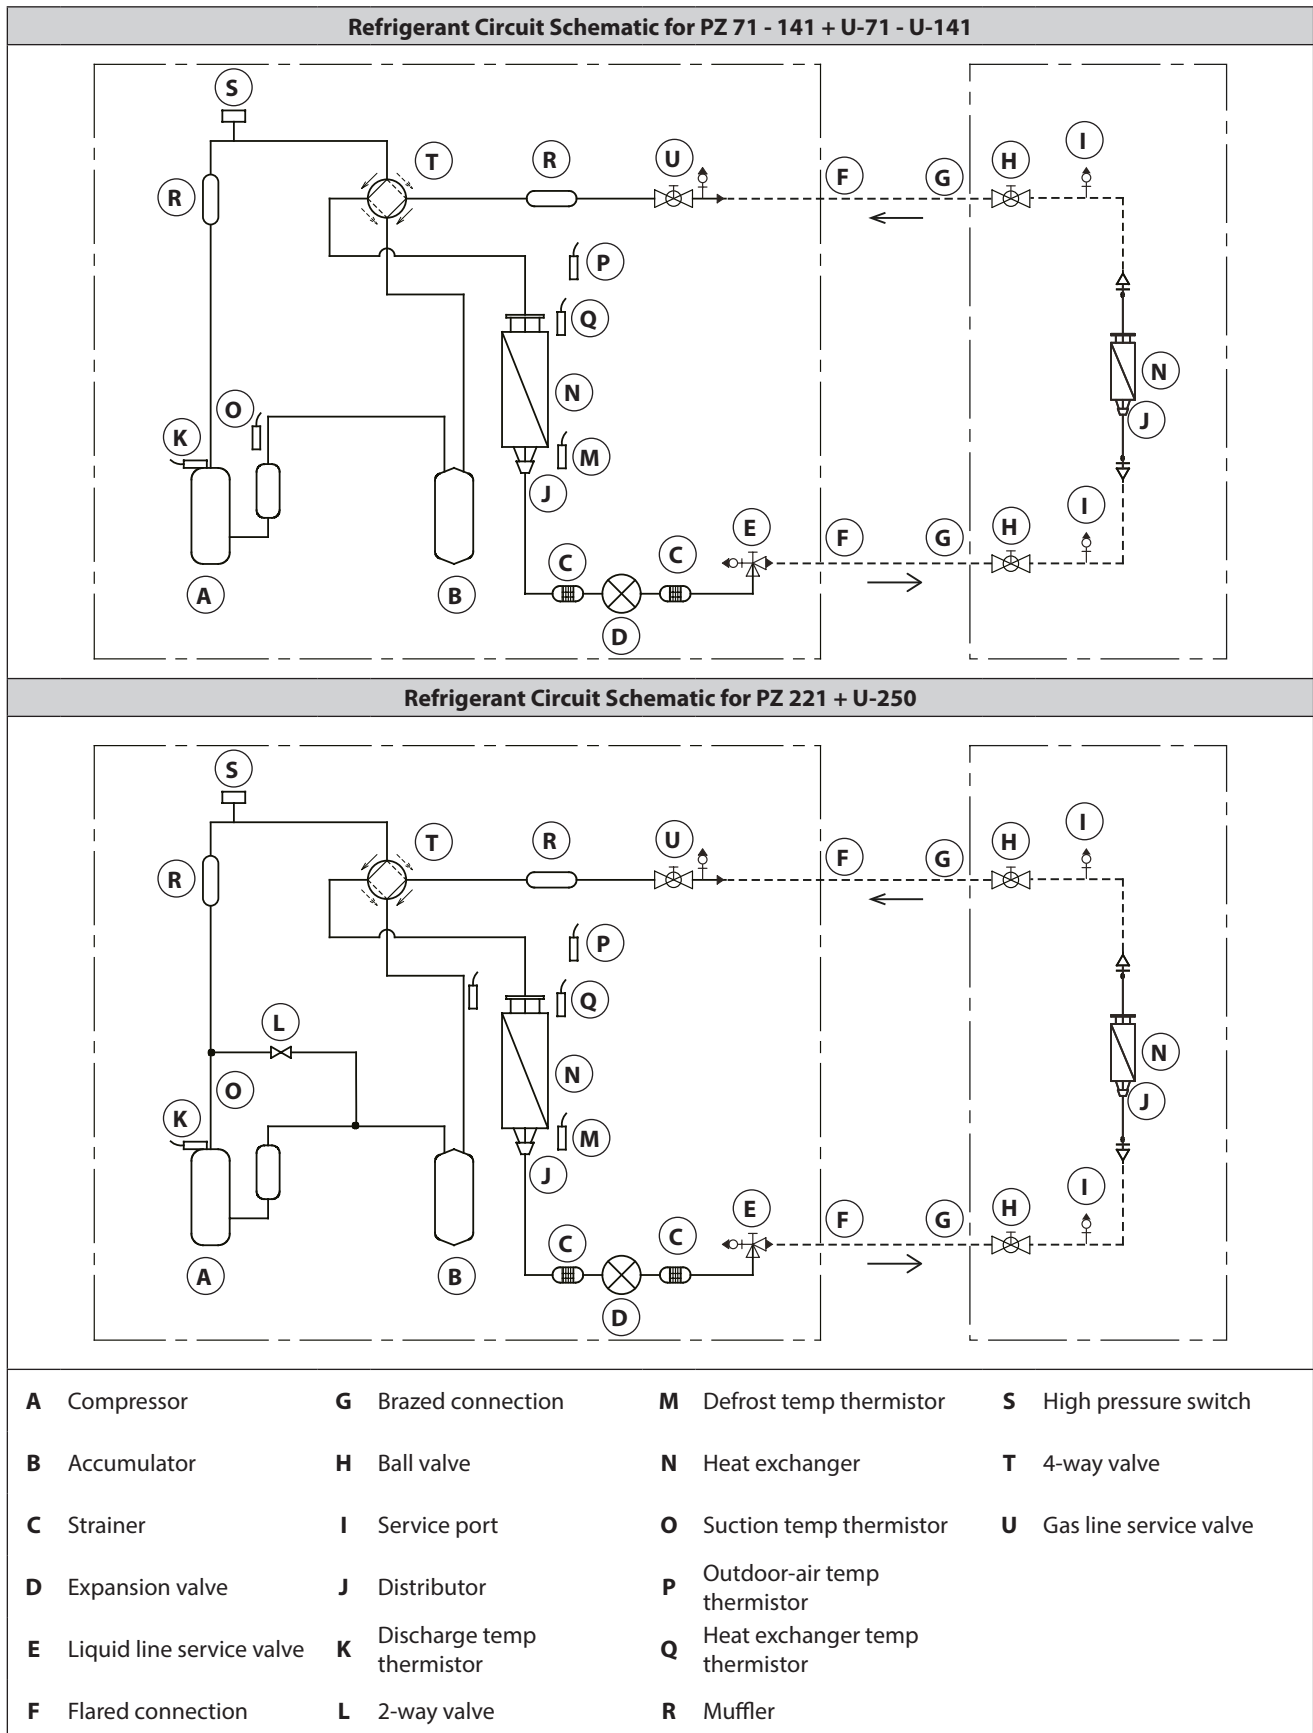 Refrigerant Circuit Schematic for PZ 71 - 141 + U-71 - U-141
S
T
R
U
F
G
H
I
R
P
Q
N
N
O
K
M
J
J
E
F
G
H
I
C
C
A
B
D
Refrigerant Circuit Schematic for PZ 221 + U-250
S
T
R
U
F
G
H
I
R
P
Q
L
N
N
O
K
M
J
J
E
F
G
H
I
C
C
A
B
D
A Compressor
G Brazed connection
M Defrost temp thermistor
S High pressure switch
B Accumulator
H Ball valve
N Heat exchanger
T 4-way valve
C Strainer
I Service port
O Suction temp thermistor
U Gas line service valve
D Expansion valve
J Distributor
P Outdoor-air temp
thermistor
E Liquid line service valve
K Discharge temp
thermistor
Q Heat exchanger temp
thermistor
F Flared connection
L 2-way valve
R Muffler